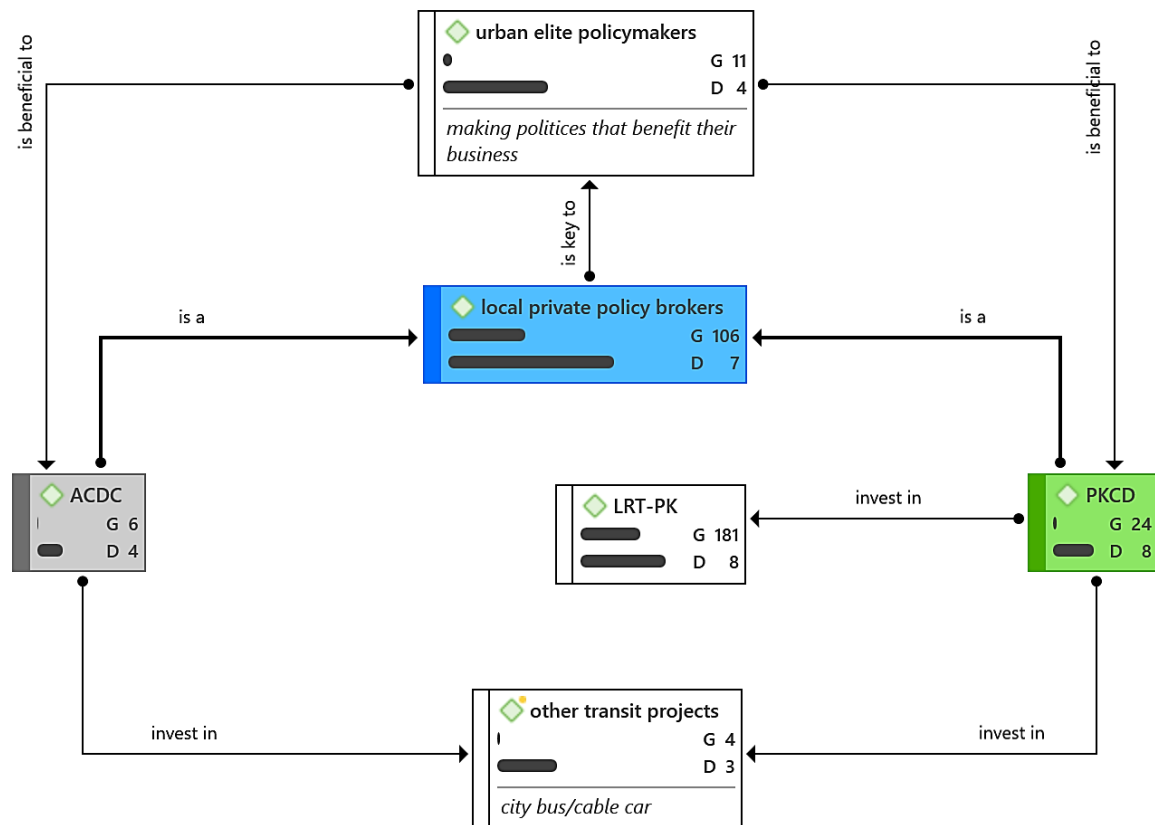 urban elite policymakers
G 11
D 4
making politices that benefit their
business
is beneficial to
is beneficial to
is key to
local private policy brokers
G 106
D 7
is a
is a
ACDC
G 6
D 4
LRT-PK
G 181
D 8
invest in
PKCD
G 24
D 8
other transit projects
G 4
D 3
city bus/cable car
invest in
invest in